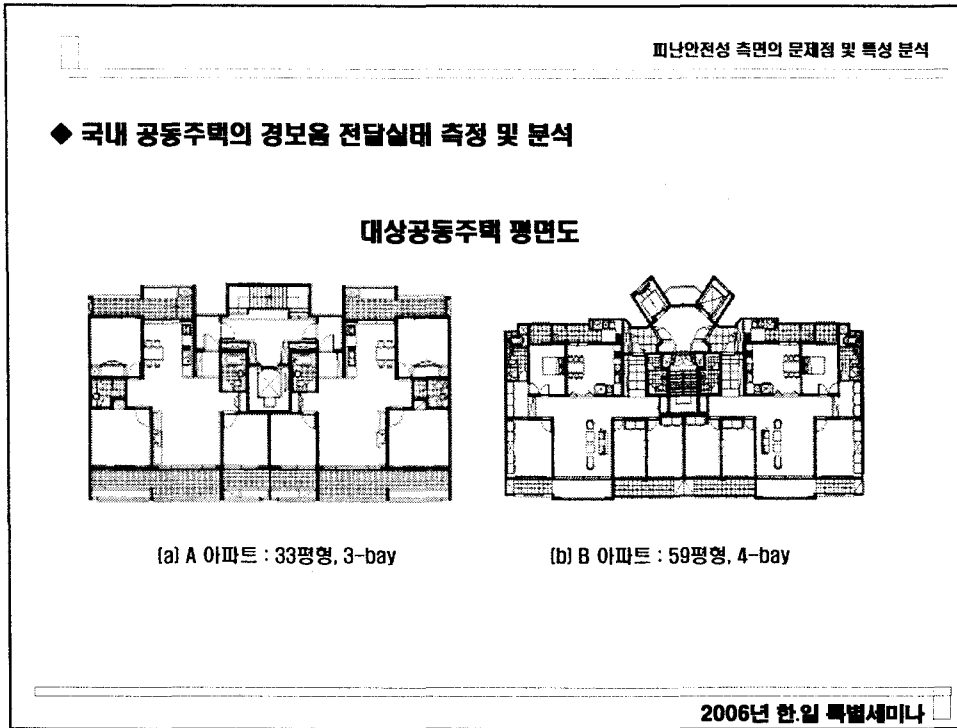 피난안전성 측면의 문제점 및 특성 분석
◆ 국내 공동주택의 경보음 전달실태 측정 및 분석
대상공동주택 평면도
(a) A 아파트 : 33평형, 3-bay
(b) B 아파트 : 59평형, 4-bay
2006년 한.일 특별세미나